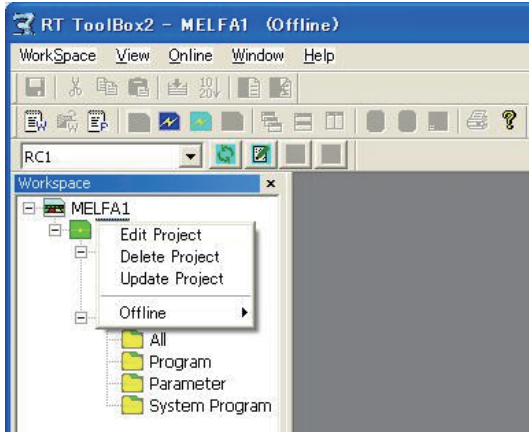 RT ToolBox2 - MELFA1 (Offline)
WorkSpace View Online Window Help
RC1
Workspace
MELFA1
Edit Project
Delete Project
Update Project
Offline
All
Program
Parameter
System Program